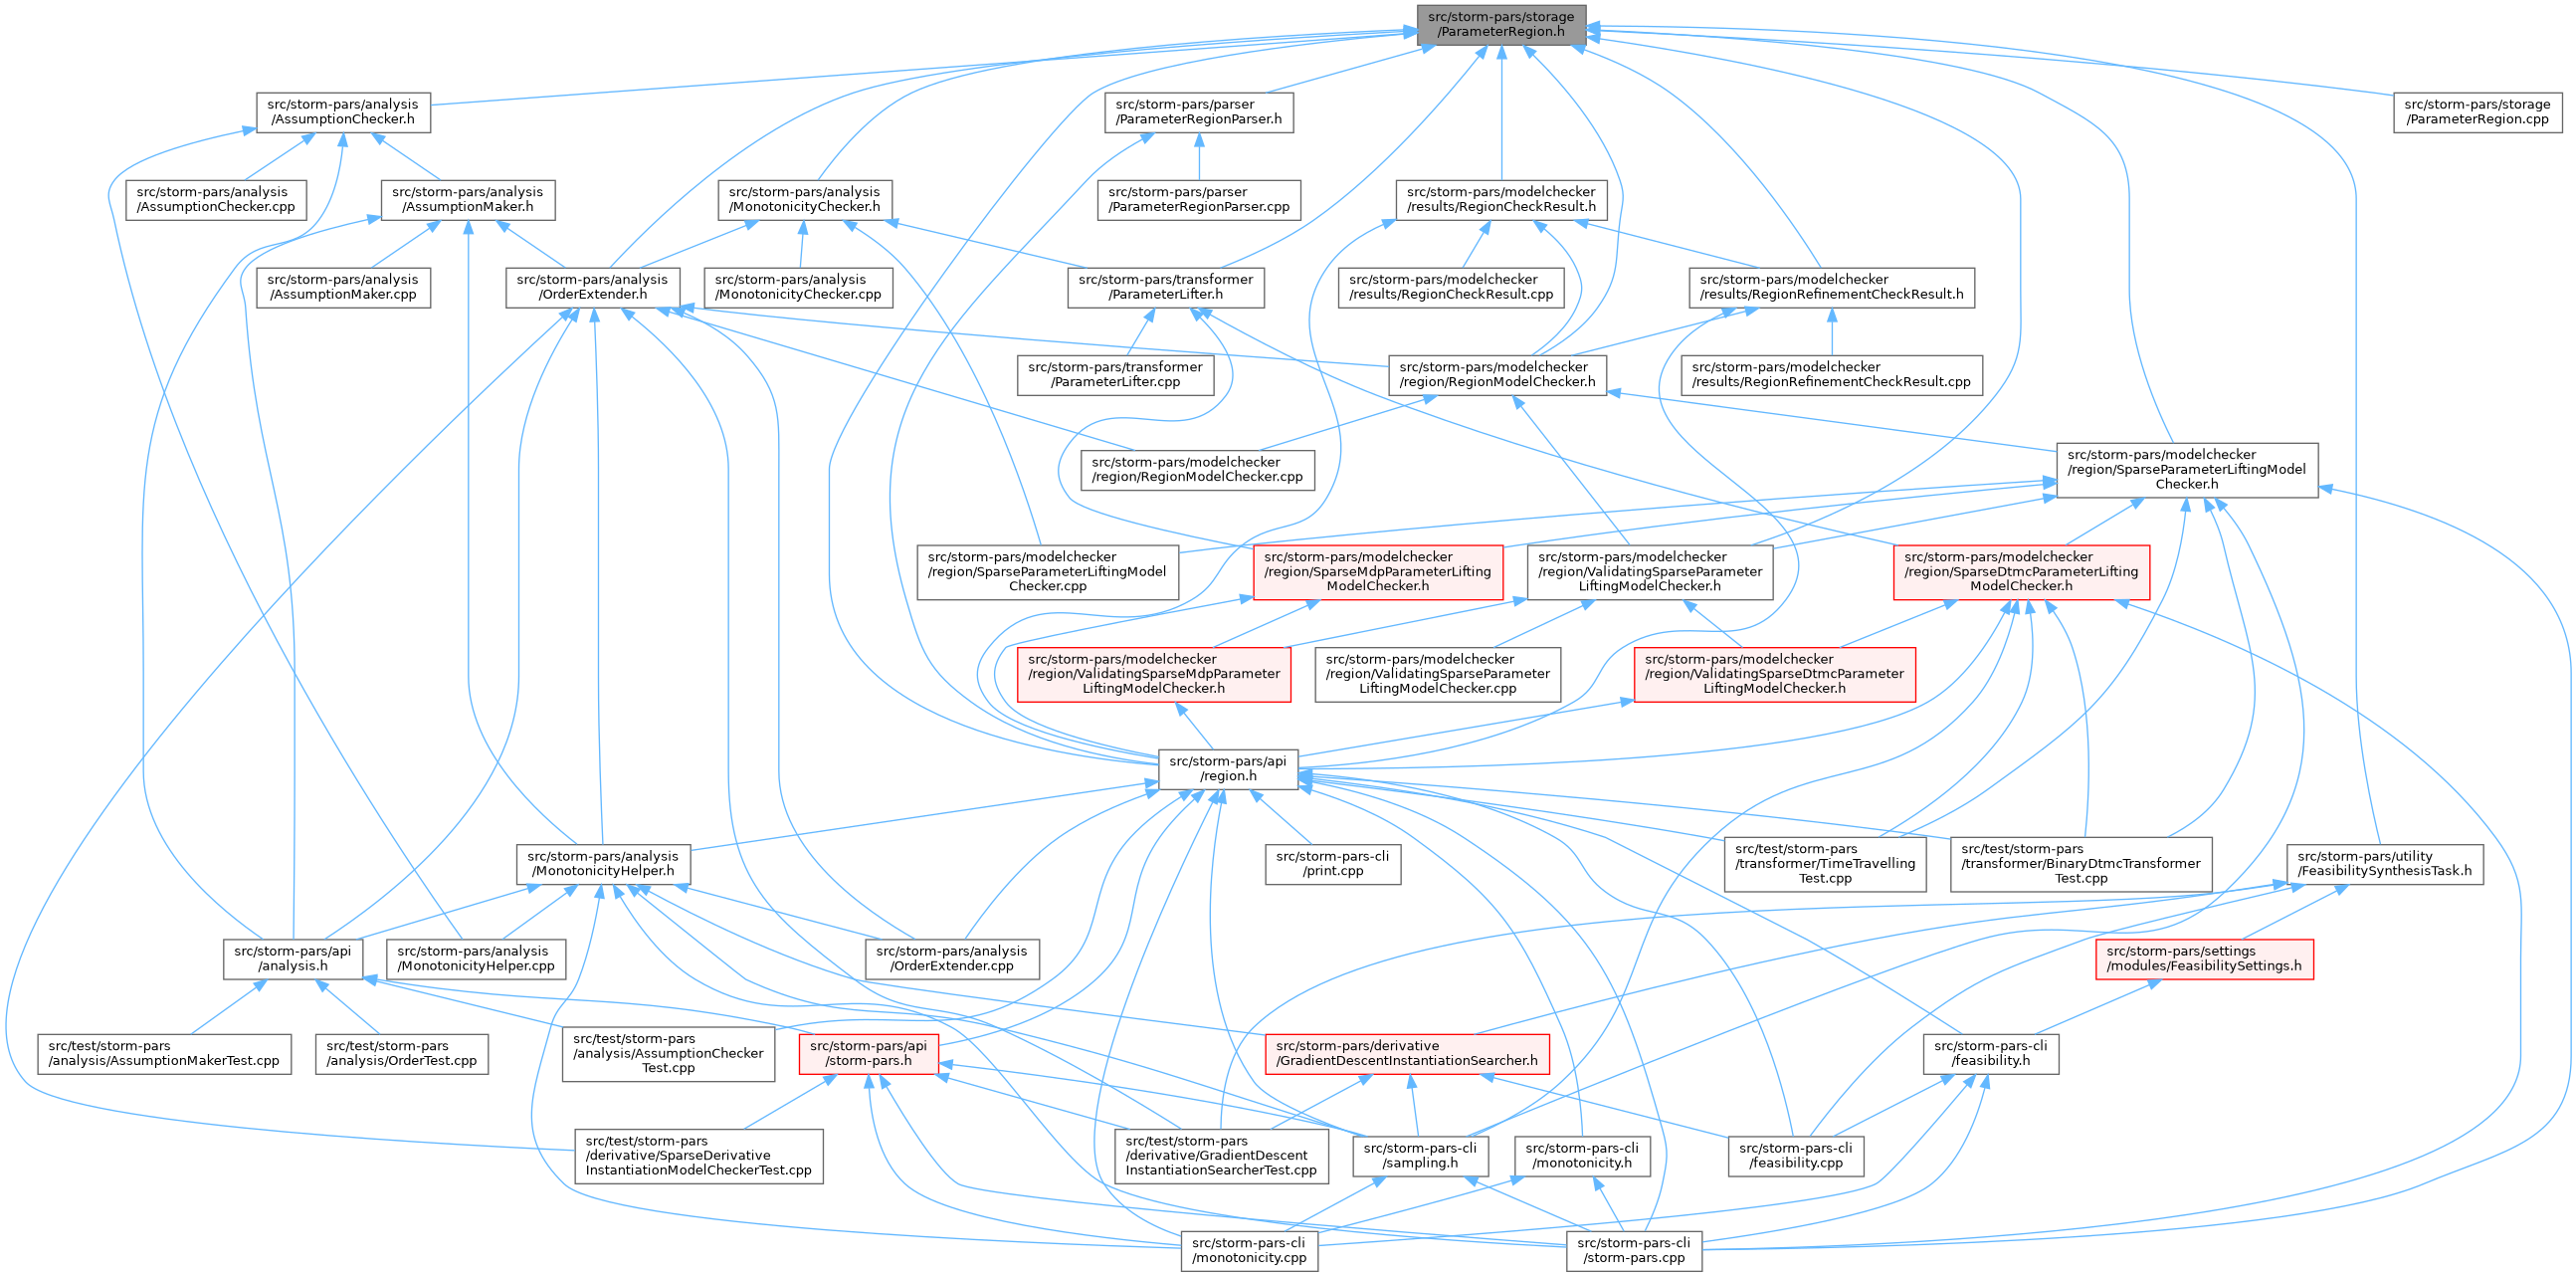 src/storm-pars/storage
/ParameterRegion.h
src/storm-pars/analysis
/AssumptionChecker.h
src/storm-pars/parser
/ParameterRegionParser.h
src/storm-pars/storage
/ParameterRegion.cpp
src/storm-pars/analysis
/AssumptionChecker.cpp
src/storm-pars/analysis
/AssumptionMaker.h
src/storm-pars/analysis
/MonotonicityChecker.h
src/storm-pars/parser
/ParameterRegionParser.cpp
src/storm-pars/modelchecker
/results/RegionCheckResult.h
src/storm-pars/analysis
/AssumptionMaker.cpp
src/storm-pars/analysis
/OrderExtender.h
src/storm-pars/analysis
/MonotonicityChecker.cpp
src/storm-pars/transformer
/ParameterLifter.h
src/storm-pars/modelchecker
/results/RegionCheckResult.cpp
src/storm-pars/modelchecker
/results/RegionRefinementCheckResult.h
src/storm-pars/transformer
/ParameterLifter.cpp
src/storm-pars/modelchecker
/region/RegionModelChecker.h
src/storm-pars/modelchecker
/results/RegionRefinementCheckResult.cpp
src/storm-pars/modelchecker
/region/RegionModelChecker.cpp
src/storm-pars/modelchecker
/region/SparseParameterLiftingModel
Checker.h
src/storm-pars/modelchecker
/region/SparseParameterLiftingModel
Checker.cpp
src/storm-pars/modelchecker
/region/SparseMdpParameterLifting
ModelChecker.h
src/storm-pars/modelchecker
/region/ValidatingSparseParameter
LiftingModelChecker.h
src/storm-pars/modelchecker
/region/SparseDtmcParameterLifting
ModelChecker.h
src/storm-pars/modelchecker
/region/ValidatingSparseMdpParameter
LiftingModelChecker.h
src/storm-pars/modelchecker
/region/ValidatingSparseParameter
LiftingModelChecker.cpp
src/storm-pars/modelchecker
/region/ValidatingSparseDtmcParameter
LiftingModelChecker.h
src/storm-pars/api
/region.h
src/storm-pars/analysis
/MonotonicityHelper.h
src/storm-pars-cli
/print.cpp
src/test/storm-pars
/transformer/TimeTravelling
Test.cpp
src/test/storm-pars
/transformer/BinaryDtmcTransformer
Test.cpp
src/storm-pars/utility
/FeasibilitySynthesisTask.h
src/storm-pars/api
/analysis.h
src/storm-pars/analysis
/MonotonicityHelper.cpp
src/storm-pars/analysis
/OrderExtender.cpp
src/storm-pars/settings
/modules/FeasibilitySettings.h
src/test/storm-pars
/analysis/AssumptionMakerTest.cpp
src/test/storm-pars
/analysis/OrderTest.cpp
src/test/storm-pars
/analysis/AssumptionChecker
Test.cpp
src/storm-pars/api
/storm-pars.h
src/storm-pars/derivative
/GradientDescentInstantiationSearcher.h
src/storm-pars-cli
/feasibility.h
src/test/storm-pars
/derivative/SparseDerivative
InstantiationModelCheckerTest.cpp
src/test/storm-pars
/derivative/GradientDescent
InstantiationSearcherTest.cpp
src/storm-pars-cli
/sampling.h
src/storm-pars-cli
/monotonicity.h
src/storm-pars-cli
/feasibility.cpp
src/storm-pars-cli
/monotonicity.cpp
src/storm-pars-cli
/storm-pars.cpp